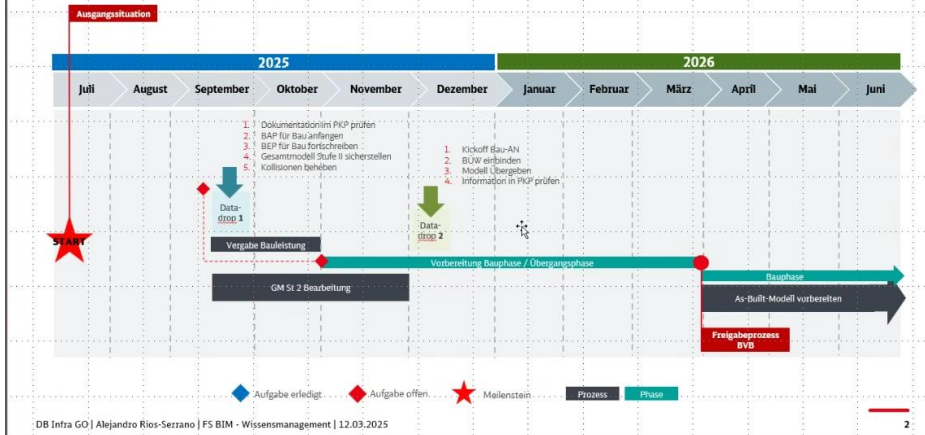 Ausgangssituation
2025
2026
Juli
August
September
Oktober
November
Dezember
Januar
Februar
März
April
Mai
Juni
1. Dokumentation im PKP prüfen
2. BAP für Bau anfangen
3. BEP für Bau fortschreiben
4. Gesamtmodell Stufe II sicherstellen
5. Kollisionen beheben
1. Kickoff Bau-AN
2. BÜW einbinden
3. Modell Übergeben
4. Information in PKP prüfen
Data-
drop 1
Data-
drop 2
START
Vergabe Bauleistung
Vorbereitung Bauphase / Übergangsphase
Bauphase
GM St 2 Bearbeitung
As-Built-Modell vorbereiten
Freigabeprozess
BVB
Aufgabe erledigt
Aufgabe offen
Meilenstein
Prozess
Phase
DB Infra GO | Alejandro Rios-Serrano | FS BIM - Wissensmanagement | 12.03.2025
2